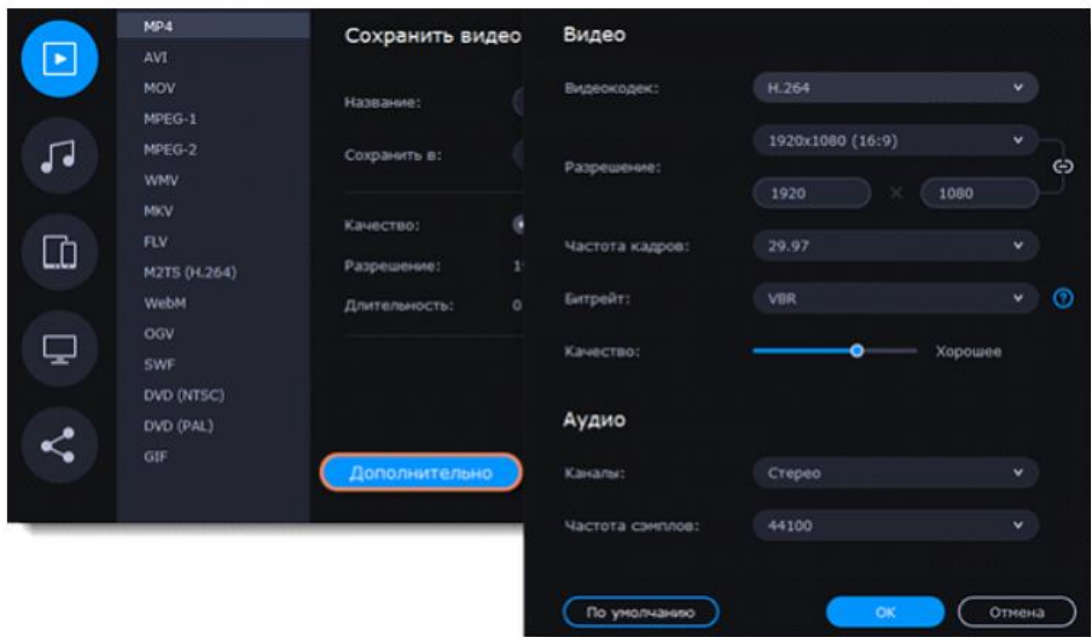 MP4
AVI
MOV
MPEG-1
MPEG-2
WMV
MKV
FLV
M2TS (H.264)
WebM
OGV
SWF
DVD (NTSC)
DVD (PAL)
GIF
Сохранить видео
Название:
Сохранить в:
Качество:
Разрешение: 1
Длительность: 0
Дополнительно
Видео
Видеокодек: H.264
1920x1080 (16:9)
Разрешение:
1920 × 1080
Частота кадров: 29.97
Битрейт: VBR ?
Качество: Хорошее
Аудио
Каналы: Стерео
Частота сэмплов: 44100
По умолчанию OK Отмена